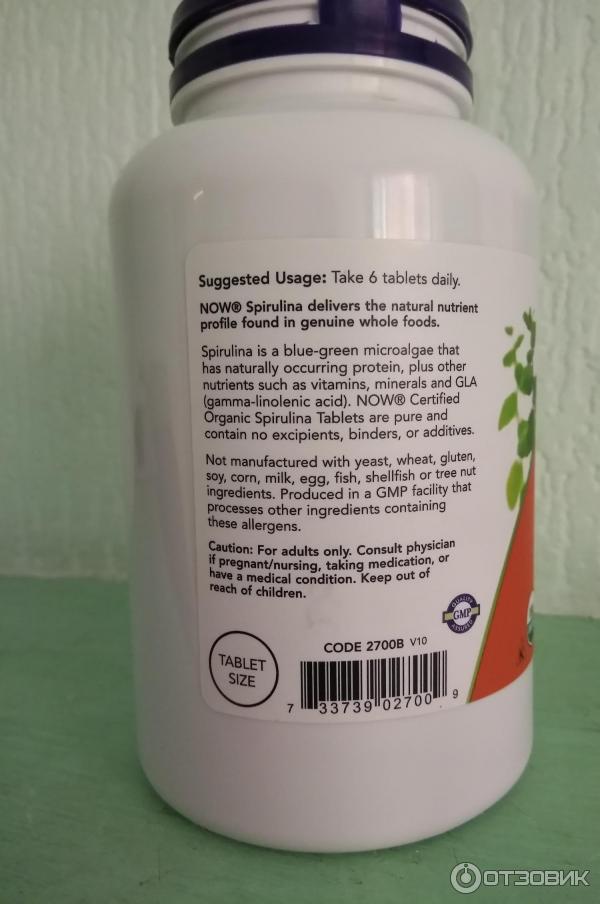 Suggested Usage: Take 6 tablets daily.
NOW® Spirulina delivers the natural nutrient
profile found in genuine whole foods.
Spirulina is a blue-green microalgae that
has naturally occurring protein, plus other
nutrients such as vitamins, minerals and GLA
(gamma-linolenic acid). NOW® Certified
Organic Spirulina Tablets are pure and
contain no excipients, binders, or additives.
Not manufactured with yeast, wheat, gluten,
soy, corn, milk, egg, fish, shellfish or tree nut
ingredients. Produced in a GMP facility that
processes other ingredients containing
these allergens.
Caution: For adults only. Consult physician
if pregnant/nursing, taking medication, or
have a medical condition. Keep out of
reach of children.
QUALITY
GMP
ASSURED
CODE 2700B V10
TABLET
SIZE
7 33739 02700 9
ОТЗОВИК